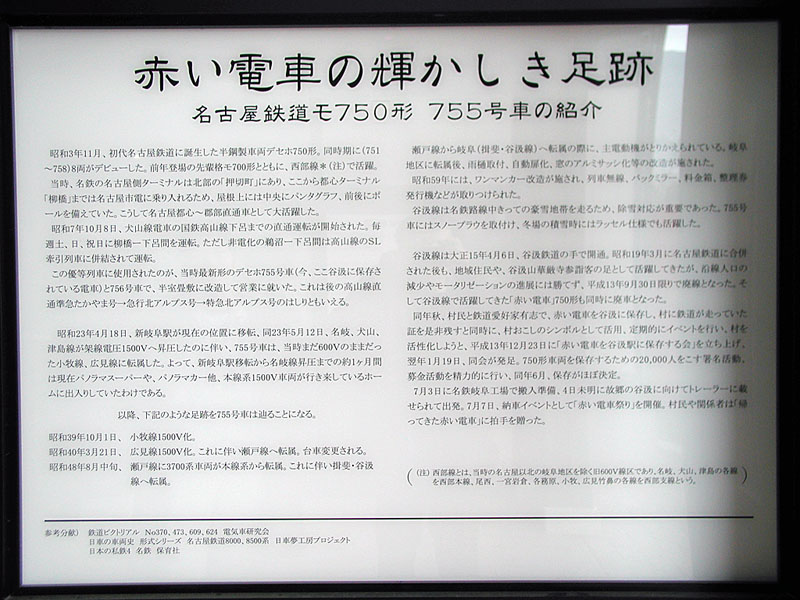 赤い電車の輝かしき足跡
名古屋鉄道モ750形 755号車の紹介
昭和3年11月、初代名古屋鉄道に誕生した半鋼製車両デセホ750形。同時期に(751
～758)8両がデビューした。前年登場の先輩格モ700形とともに、西部線＊(注)で活躍。
当時、名鉄の名古屋側ターミナルは北部の「押切町」にあり、ここから都心ターミナル
「柳橋」までは名古屋市電に乗り入れるため、屋根上には中央にパンタグラフ、前後にポ
ールを備えていた。こうして名古屋都心～郡部直通車として大活躍した。
昭和7年10月8日、犬山線電車の国鉄高山線下呂までの直通運転が開始された。毎
週土、日、祝日に柳橋ー下呂間を運転。ただし非電化の鵜沼ー下呂間は高山線のSL
牽引列車に併結されて運転。
この優等列車に使用されたのが、当時最新形のデセホ755号車(今、ここ谷汲に保存さ
れている電車)と756号車で、半室畳敷に改造して営業に就いた。これは後の高山線直
通準急たかやま号→急行北アルプス号→特急北アルプス号のはしりともいえる。
昭和23年4月18日、新岐阜駅が現在の位置に移転、同23年5月12日、名岐、犬山、
津島線が架線電圧1500Vへ昇圧したのに伴い、755号車は、当時まだ600Vのままだっ
た小牧線、広見線に転属した。よって、新岐阜駅移転から名岐線昇圧までの約1ヶ月間
は現在パノラマスーパーや、パノラマカー他、本線系1500V車両が行き来しているホー
ムに出入りしていたわけである。
以降、下記のような足跡を755号車は辿ることになる。
昭和39年10月1日、 小牧線1500V化。
昭和40年3月21日、 広見線1500V化。これに伴い瀬戸線へ転属。台車変更される。
昭和48年8月中旬、 瀬戸線に3700系車両が本線系から転属。これに伴い揖斐・谷汲
線へ転属。
瀬戸線から岐阜(揖斐・谷汲線)へ転属の際に、主電動機がとりかえられている。岐阜
地区に転属後、雨樋取付、自動扉化、窓のアルミサッシ化等の改造が施された。
昭和59年には、ワンマンカー改造が施され、列車無線、バックミラー、料金箱、整理券
発行機などが取りつけられた。
谷汲線は名鉄路線中きっての豪雪地帯を走るため、除雪対応が重要であった。755号
車にはスノープラウを取付け、冬場の積雪時にはラッセル仕様でも活躍した。
谷汲線は大正15年4月6日、谷汲鉄道の手で開通。昭和19年3月に名古屋鉄道に合併
された後も、地域住民や、谷汲山華厳寺参詣客の足として活躍してきたが、沿線人口の
減少やモータリゼーションの進展には勝てず、平成13年9月30日限りで廃線となった。そ
して谷汲線で活躍してきた「赤い電車」750形も同時に廃車となった。
同年秋、村民と鉄道愛好家有志で、赤い電車を谷汲に保存し、村に鉄道が走っていた
証を是非残すと同時に、村おこしのシンボルとして活用、定期的にイベントを行い、村を
活性化しようと、平成13年12月23日に「赤い電車を谷汲駅に保存する会」を立ち上げ、
翌年1月19日、同会が発足。750形車両を保存するための20,000人をこす署名活動、
募金活動を精力的に行い、同年6月、保存がほぼ決定。
7月3日に名鉄岐阜工場で搬入準備、4日未明に故郷の谷汲に向けてトレーラーに載
せられて出発。7月7日、納車イベントとして「赤い電車祭り」を開催。村民や関係者は「帰
ってきた赤い電車」に拍手を贈った。
(注)西部線とは、当時の名古屋以北の岐阜地区を除く旧600V線区であり、名岐、犬山、津島の各線
を西部本線、尾西、一宮岩倉、各務原、小牧、広見竹鼻の各線を西部支線という。
参考文献) 鉄道ピクトリアル No370,473,609,624 電気車研究会
日車の車両史 形式シリーズ 名古屋鉄道8000、8500系 日車夢工房プロジェクト
日本の私鉄4 名鉄 保育社